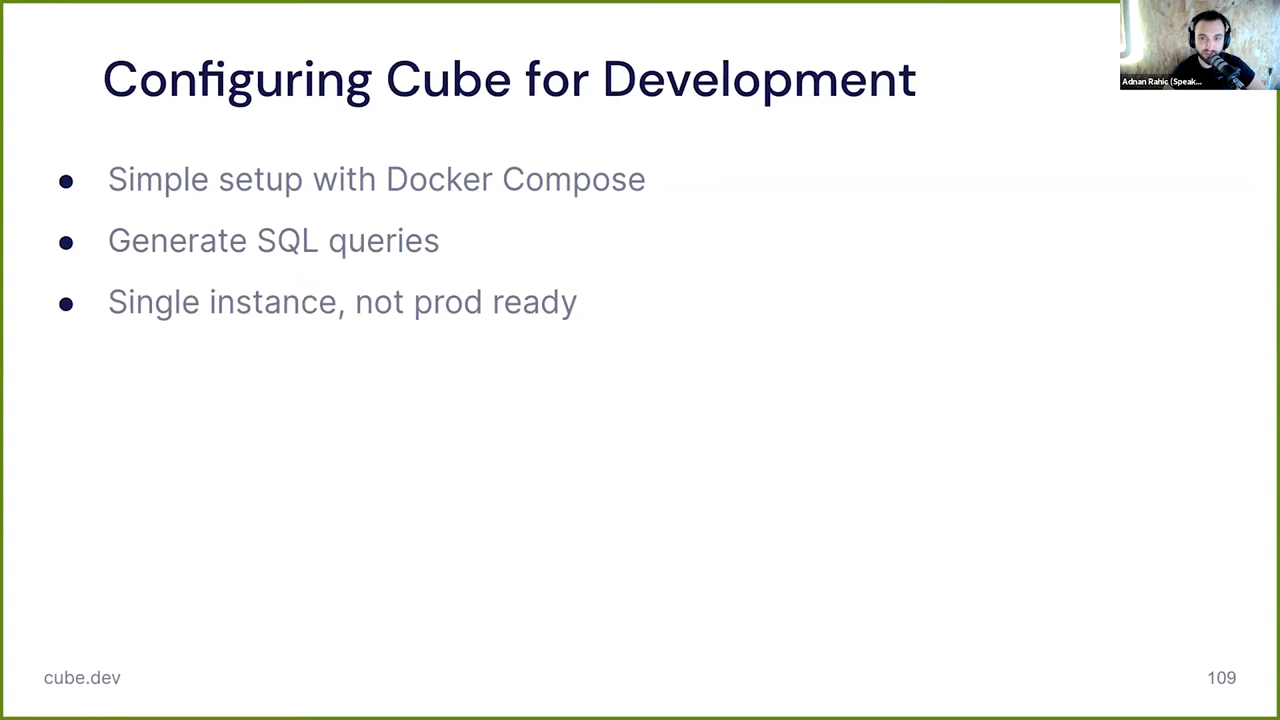 Configuring Cube for Development
Adnan Rahic (Speak...
● Simple setup with Docker Compose
● Generate SQL queries
● Single instance, not prod ready
cube.dev
109